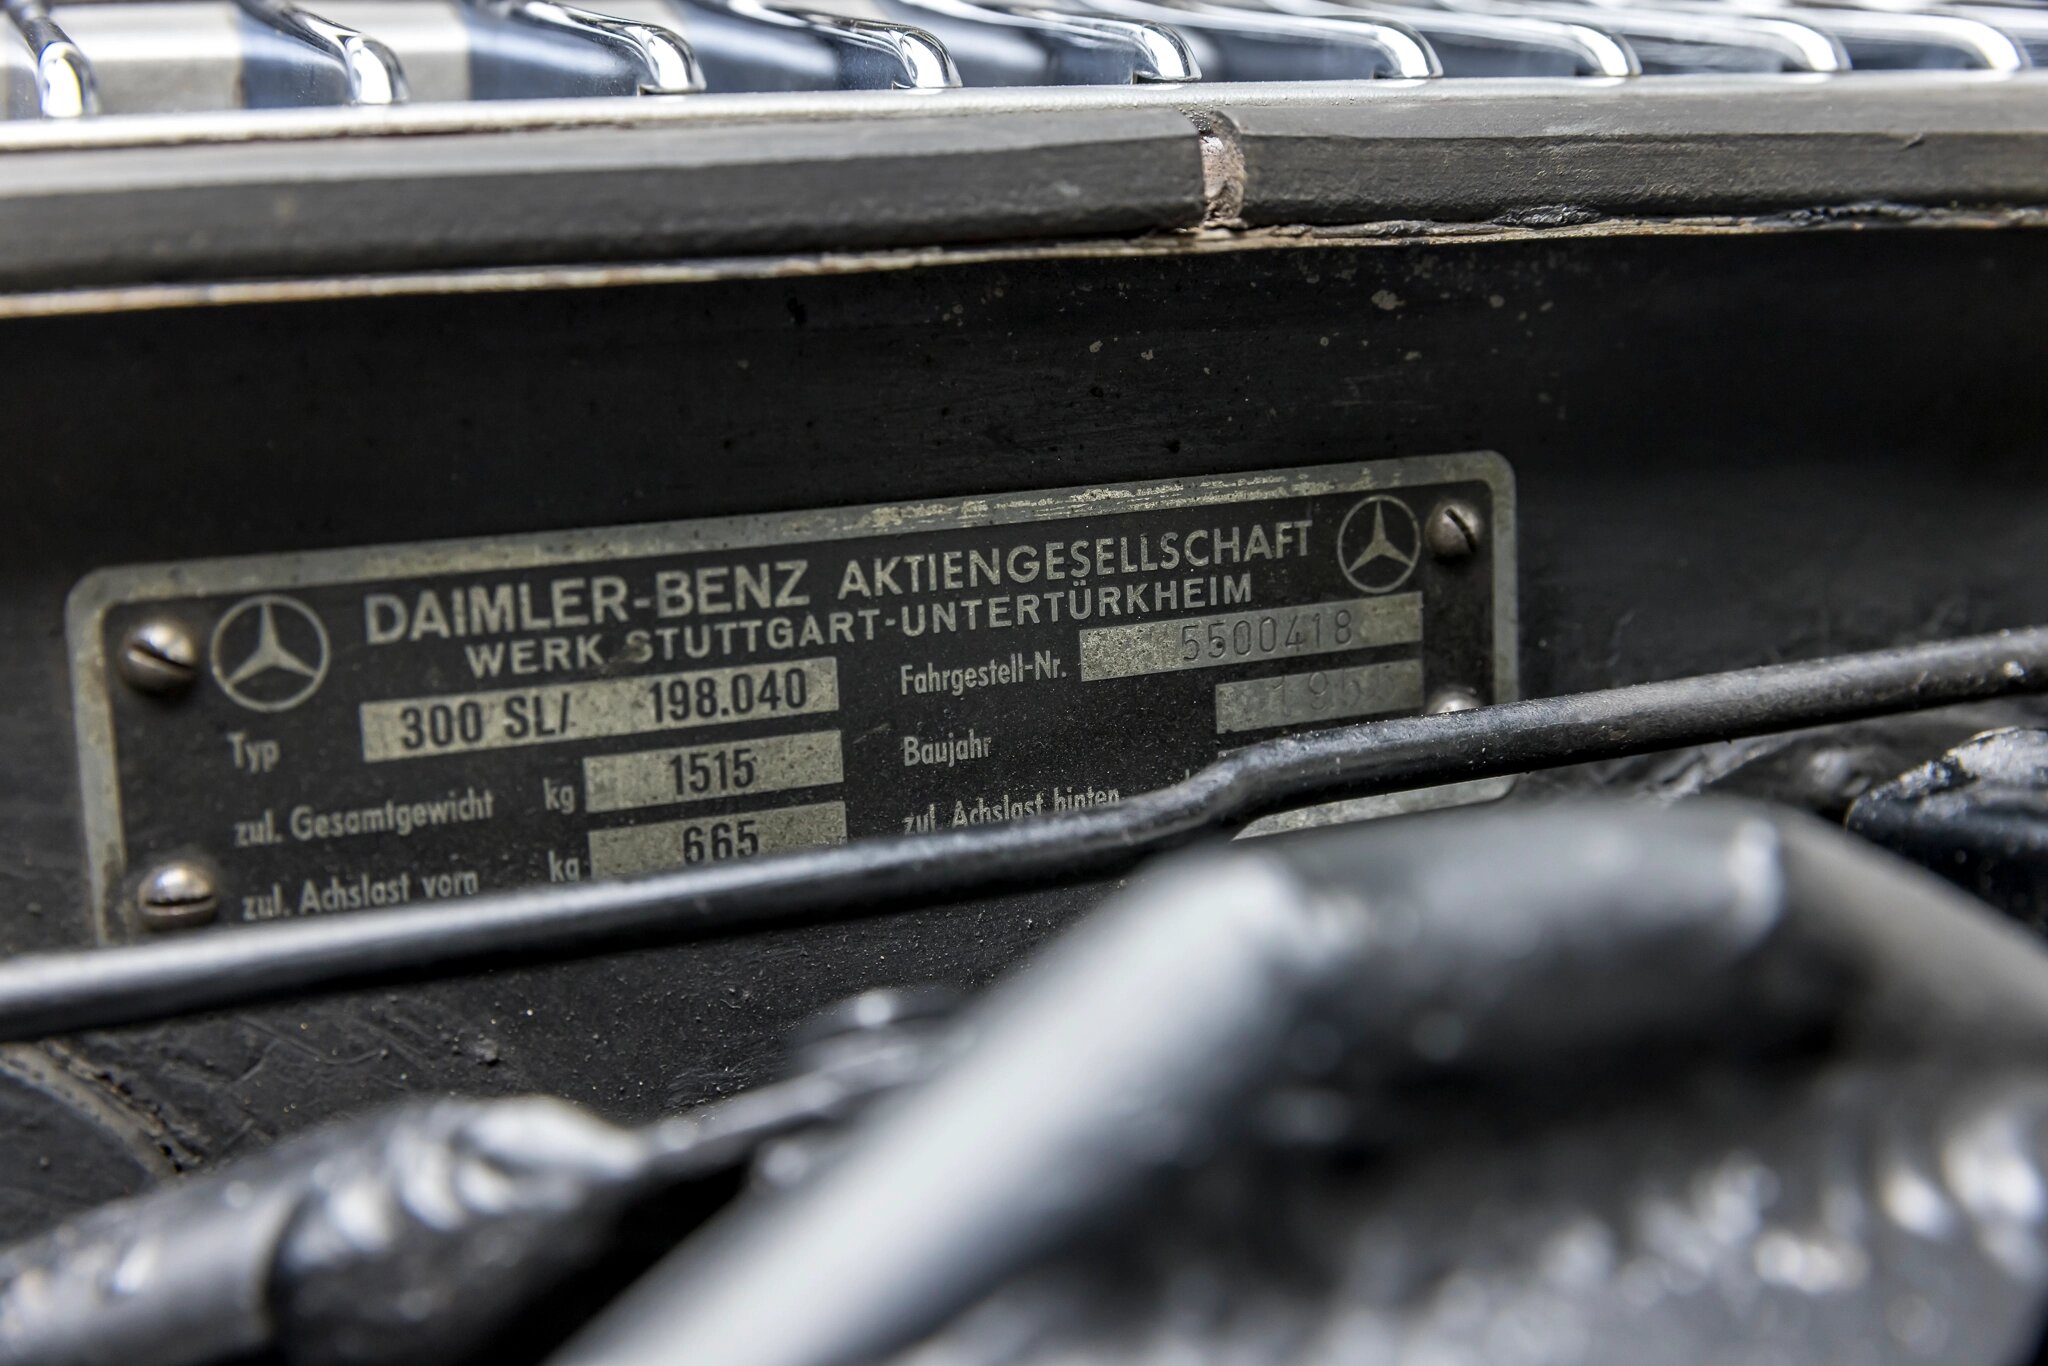 DAIMLER-BENZ AKTIENGESELLSCHAFT
WERK STUTTGART-UNTERTÜRKHEIM
Typ 300 SL/ 198.040
Fahrgestell-Nr. 5500418
zul. Gesamtgewicht kg 1515
Baujahr
zul. Achslast vorn kg 665
zul. Achslast hinten